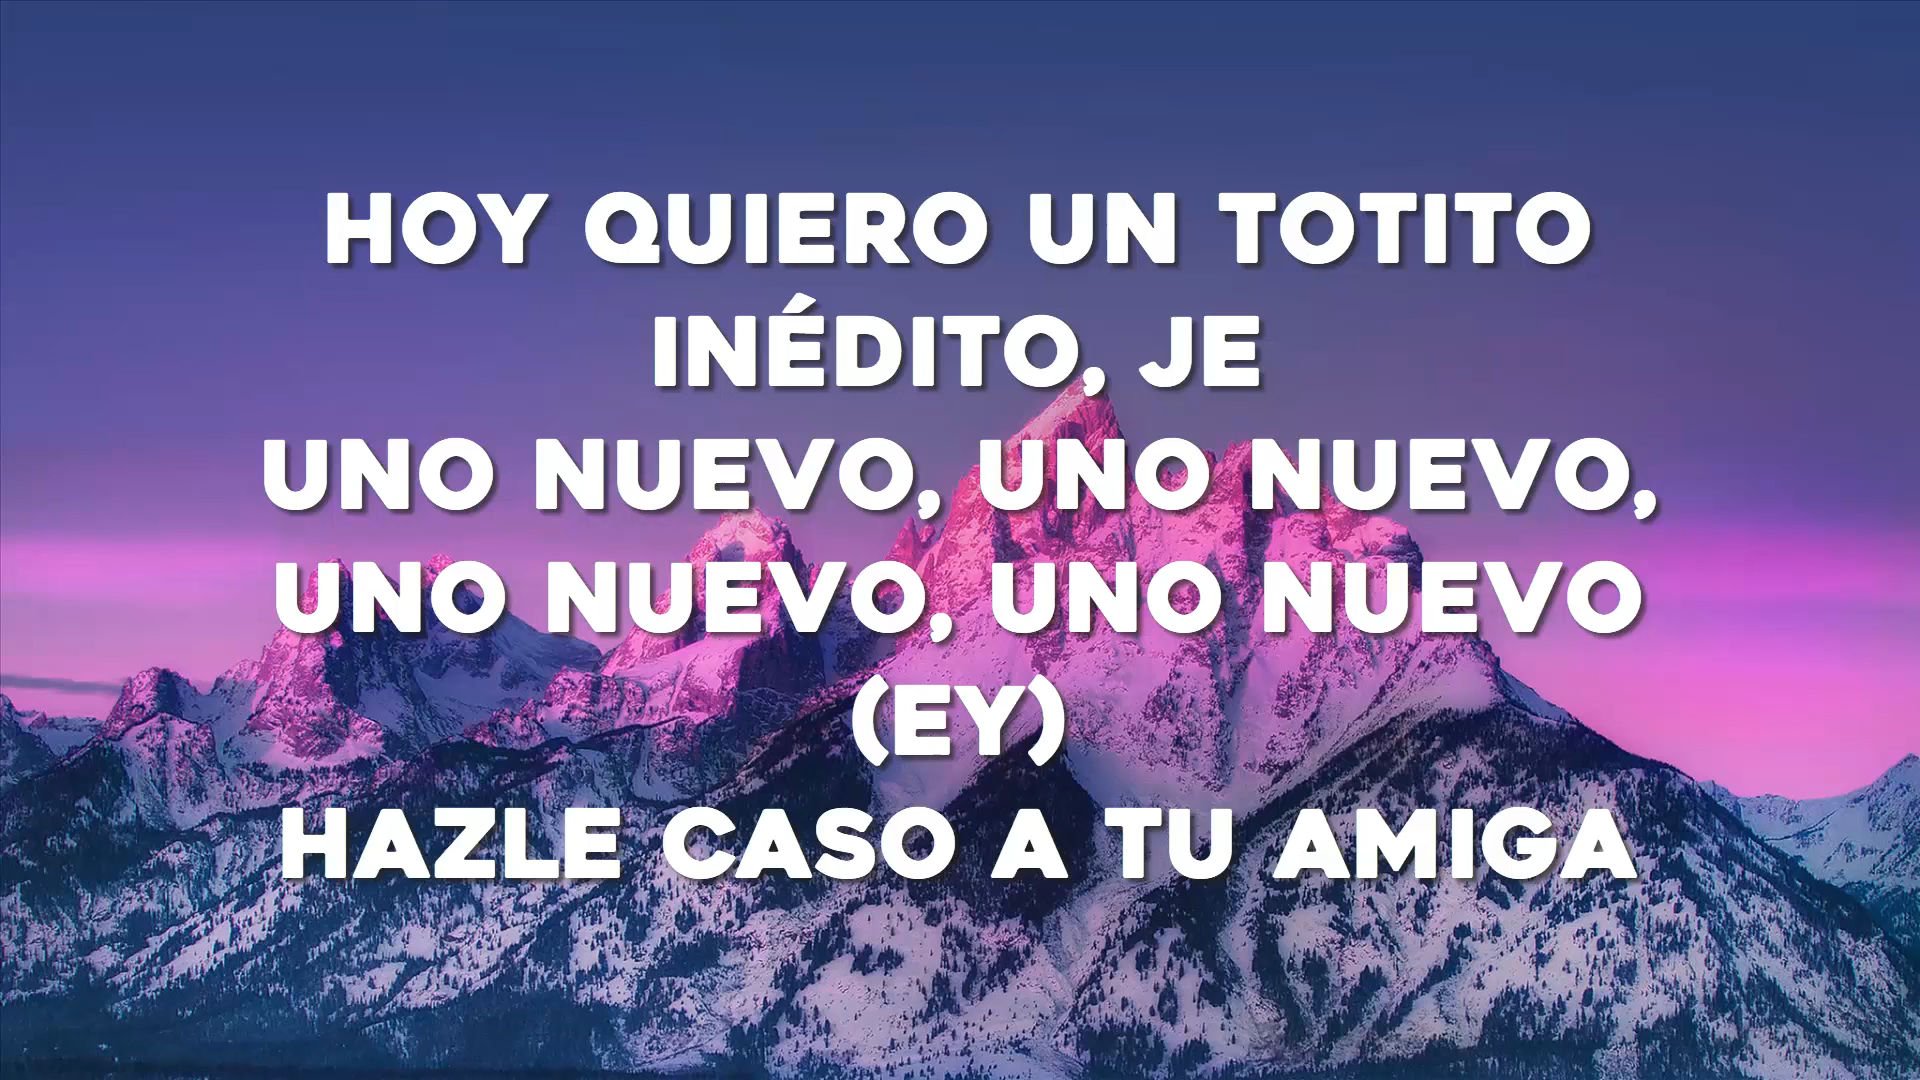 HOY QUIERO UN TOTITO
INÉDITO, JE
UNO NUEVO, UNO NUEVO,
UNO NUEVO, UNO NUEVO
(EY)
HAZLE CASO A TU AMIGA